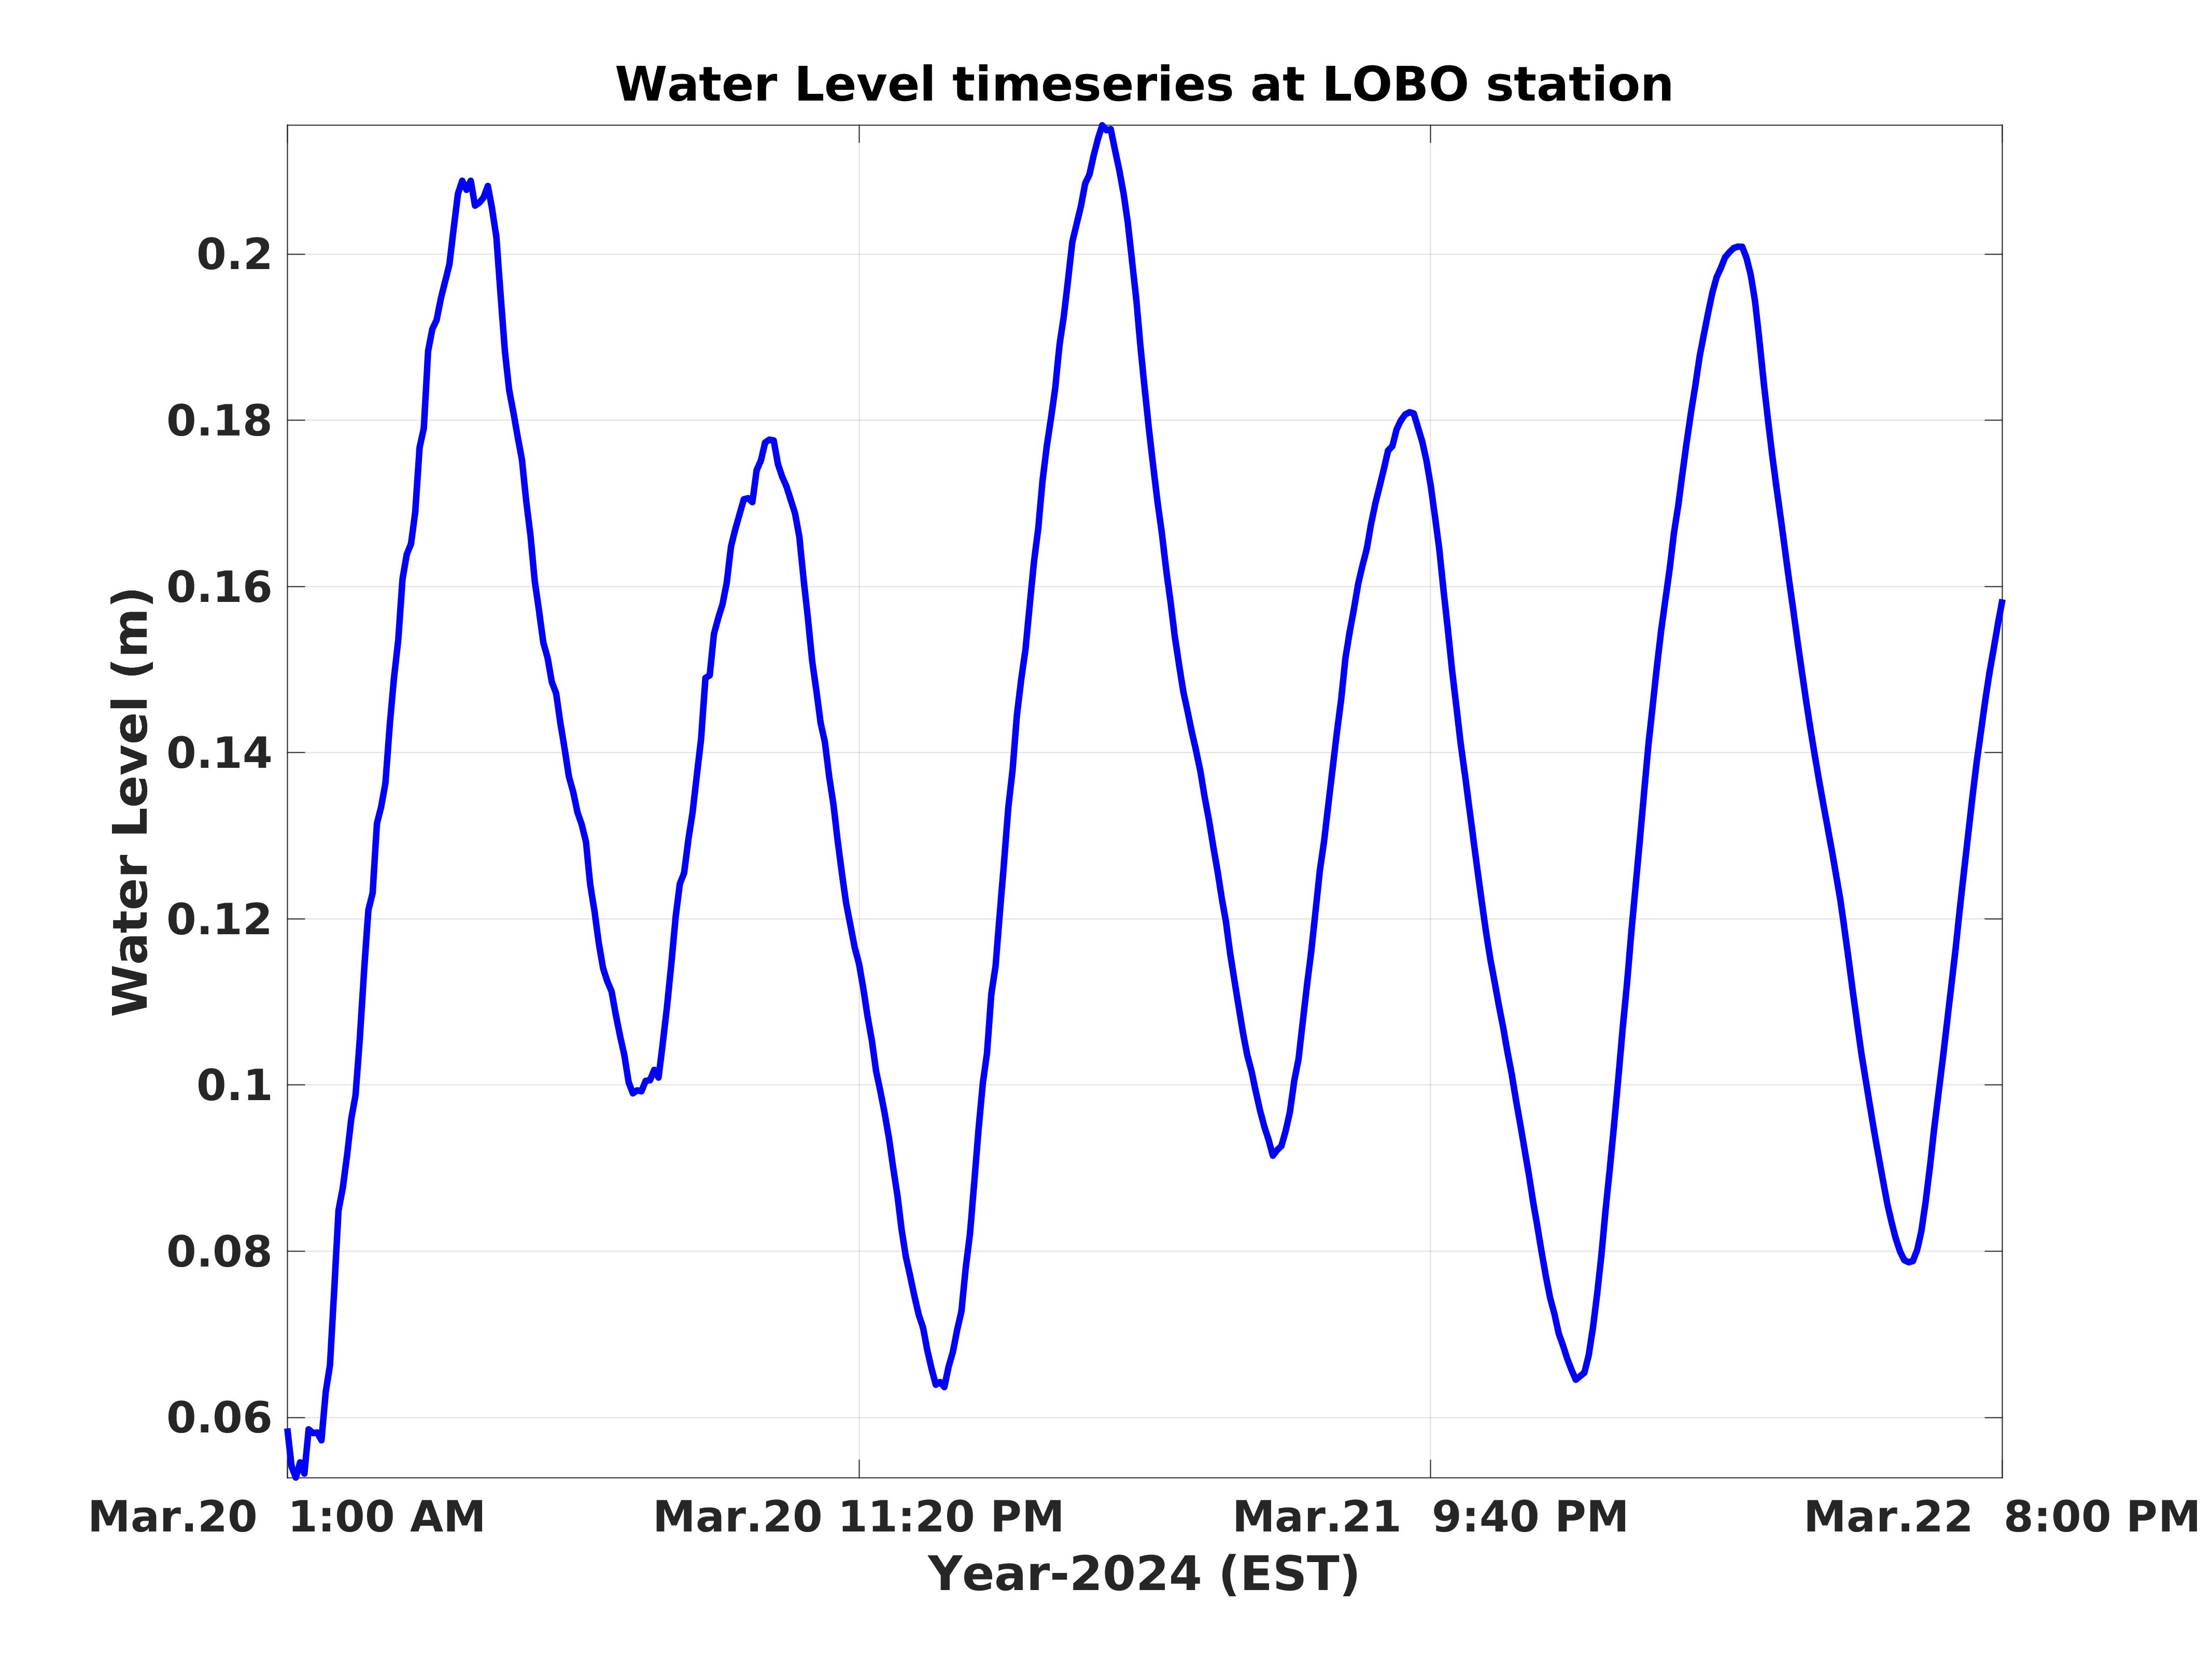 Water Level timeseries at LOBO station
0.2
0.18
0.16
0.14
0.12
0.1
0.08
0.06
Water Level (m)
Mar.20  1:00 AM
Mar.20 11:20 PM
Mar.21  9:40 PM
Mar.22  8:00 PM
Year-2024 (EST)